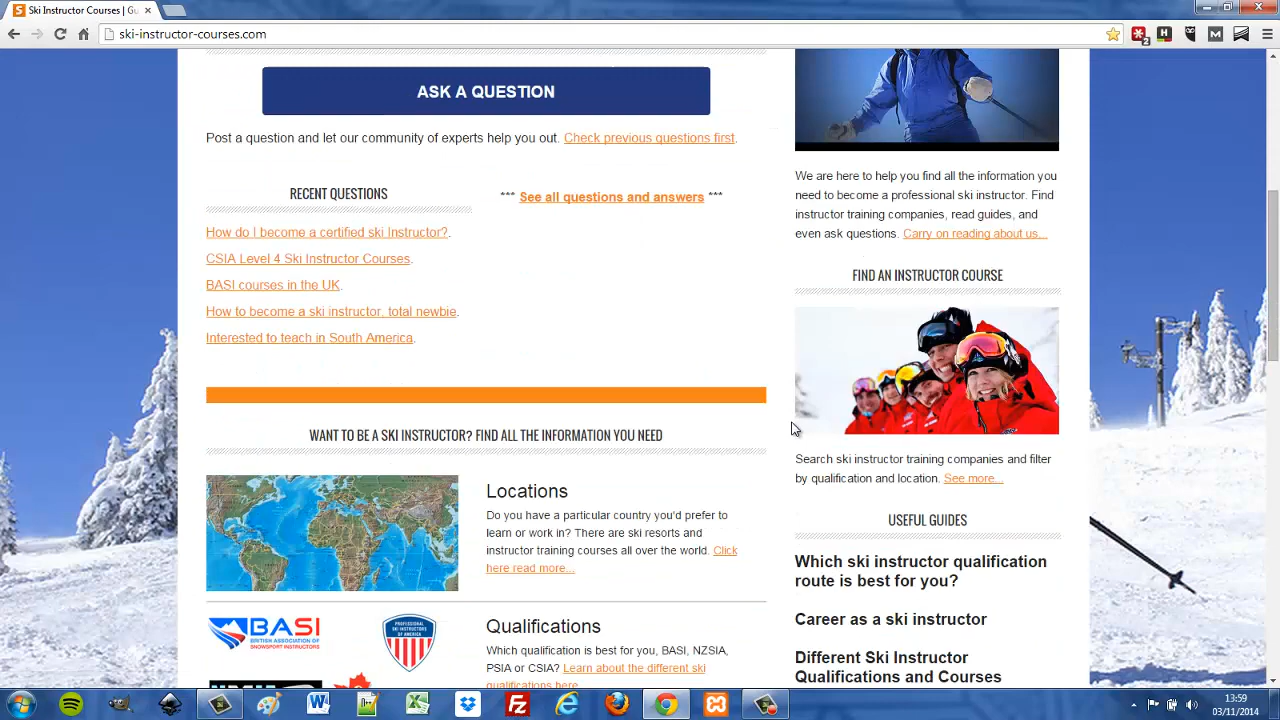 Ski Instructor Courses | Gu
ski-instructor-courses.com
2
H
M
ASK A QUESTION
Post a question and let our community of experts help you out. Check previous questions first.
RECENT QUESTIONS
*** See all questions and answers ***
How do I become a certified ski Instructor?.
CSIA Level 4 Ski Instructor Courses.
BASI courses in the UK.
How to become a ski instructor, total newbie.
Interested to teach in South America.
WANT TO BE A SKI INSTRUCTOR? FIND ALL THE INFORMATION YOU NEED
Locations
Do you have a particular country you'd prefer to
learn or work in? There are ski resorts and
instructor training courses all over the world. Click
here read more...
BASI
BRITISH ASSOCIATION OF
SNOWSPORT INSTRUCTORS
PROFESSIONAL
SKI INSTRUCTORS
OF AMERICA
Qualifications
Which qualification is best for you, BASI, NZSIA,
PSIA or CSIA? Learn about the different ski
qualifications here
We are here to help you find all the information you
need to become a professional ski instructor. Find
instructor training companies, read guides, and
even ask questions. Carry on reading about us...
FIND AN INSTRUCTOR COURSE
Search ski instructor training companies and filter
by qualification and location. See more...
USEFUL GUIDES
Which ski instructor qualification
route is best for you?
Career as a ski instructor
Different Ski Instructor
Qualifications and Courses
13:59
03/11/2014